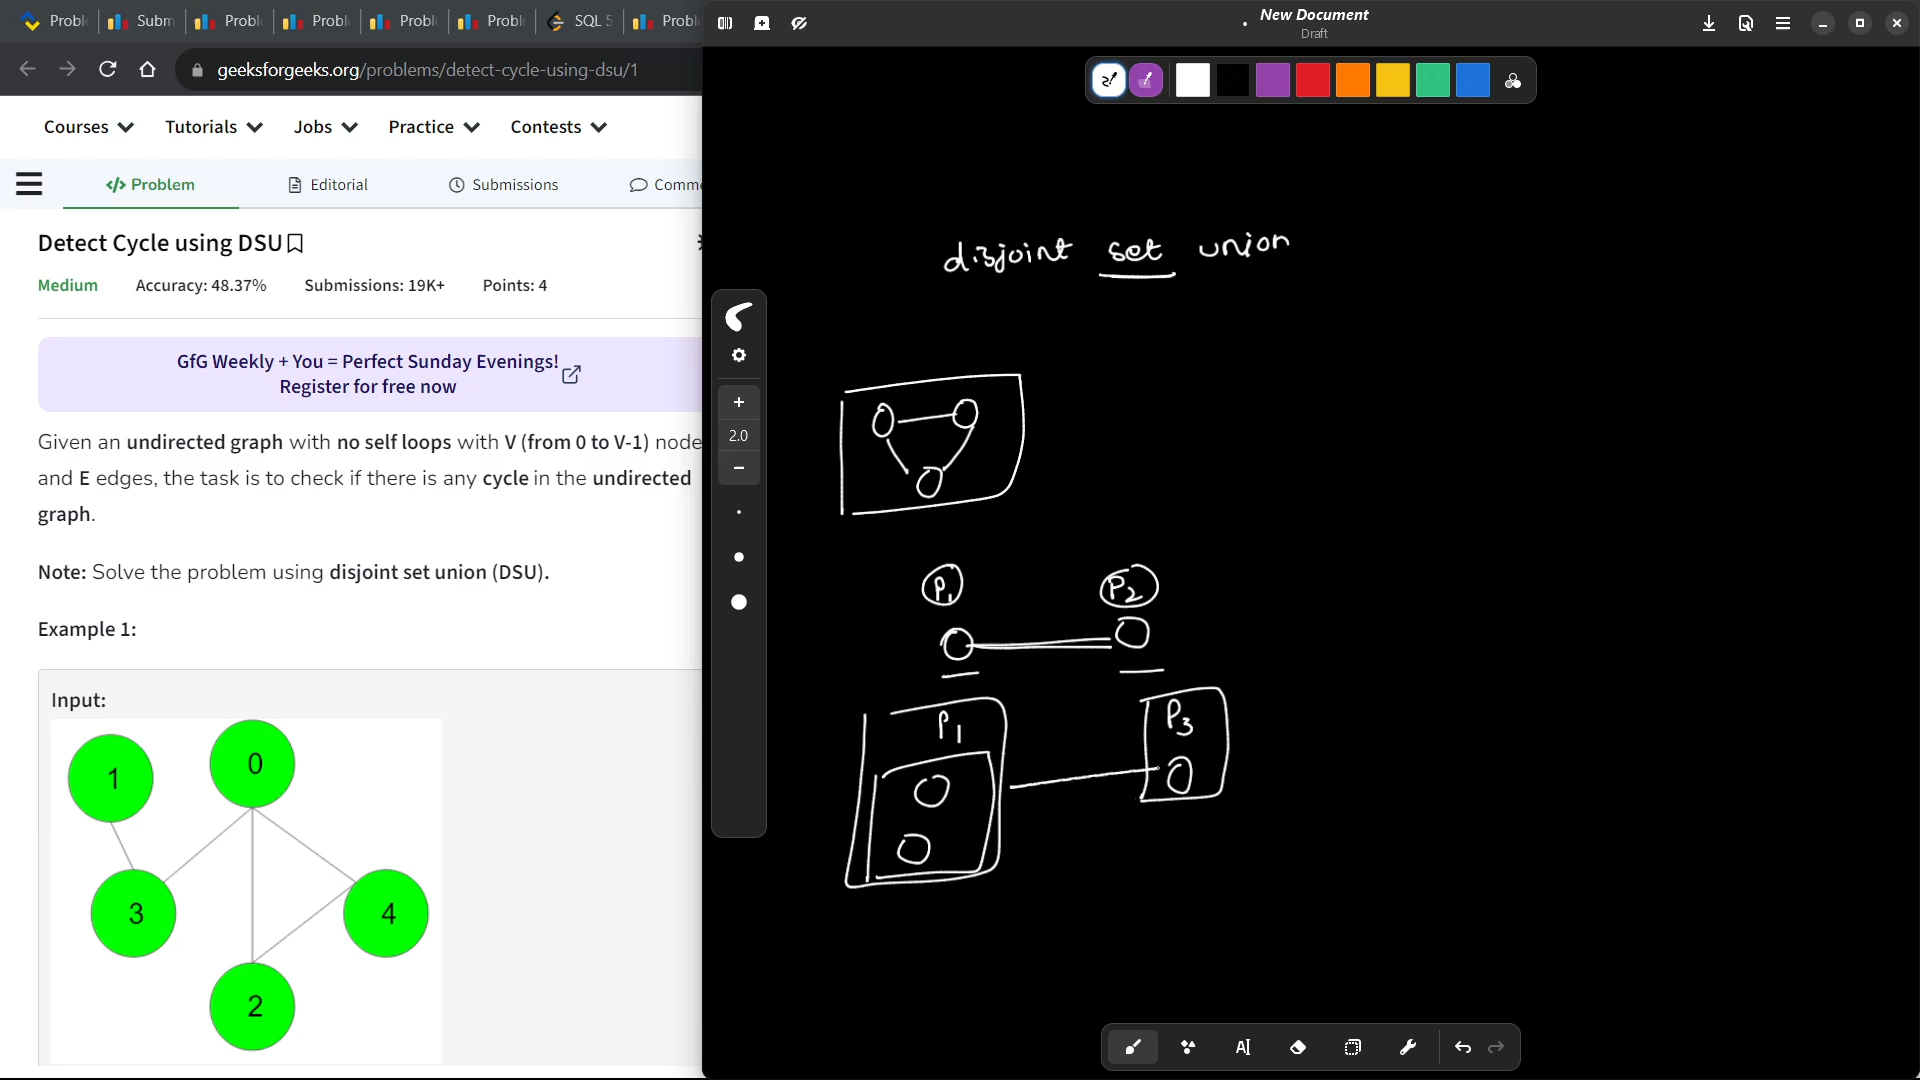 Probl
Subm
Probl
Probl
Probl
Probl
SQL 5
Probl
geeksforgeeks.org/problems/detect-cycle-using-dsu/1
Courses Tutorials Jobs Practice Contests
</> Problem Editorial Submissions Comme
Detect Cycle using DSU
Medium Accuracy: 48.37% Submissions: 19K+ Points: 4
GfG Weekly + You = Perfect Sunday Evenings!
Register for free now
Given an undirected graph with no self loops with V (from 0 to V-1) node
and E edges, the task is to check if there is any cycle in the undirected
graph.
Note: Solve the problem using disjoint set union (DSU).
Example 1:
Input:
1
0
3
4
2
New Document
Draft
+
2.0
−
disjoint set union
P1 P2
P1 P3